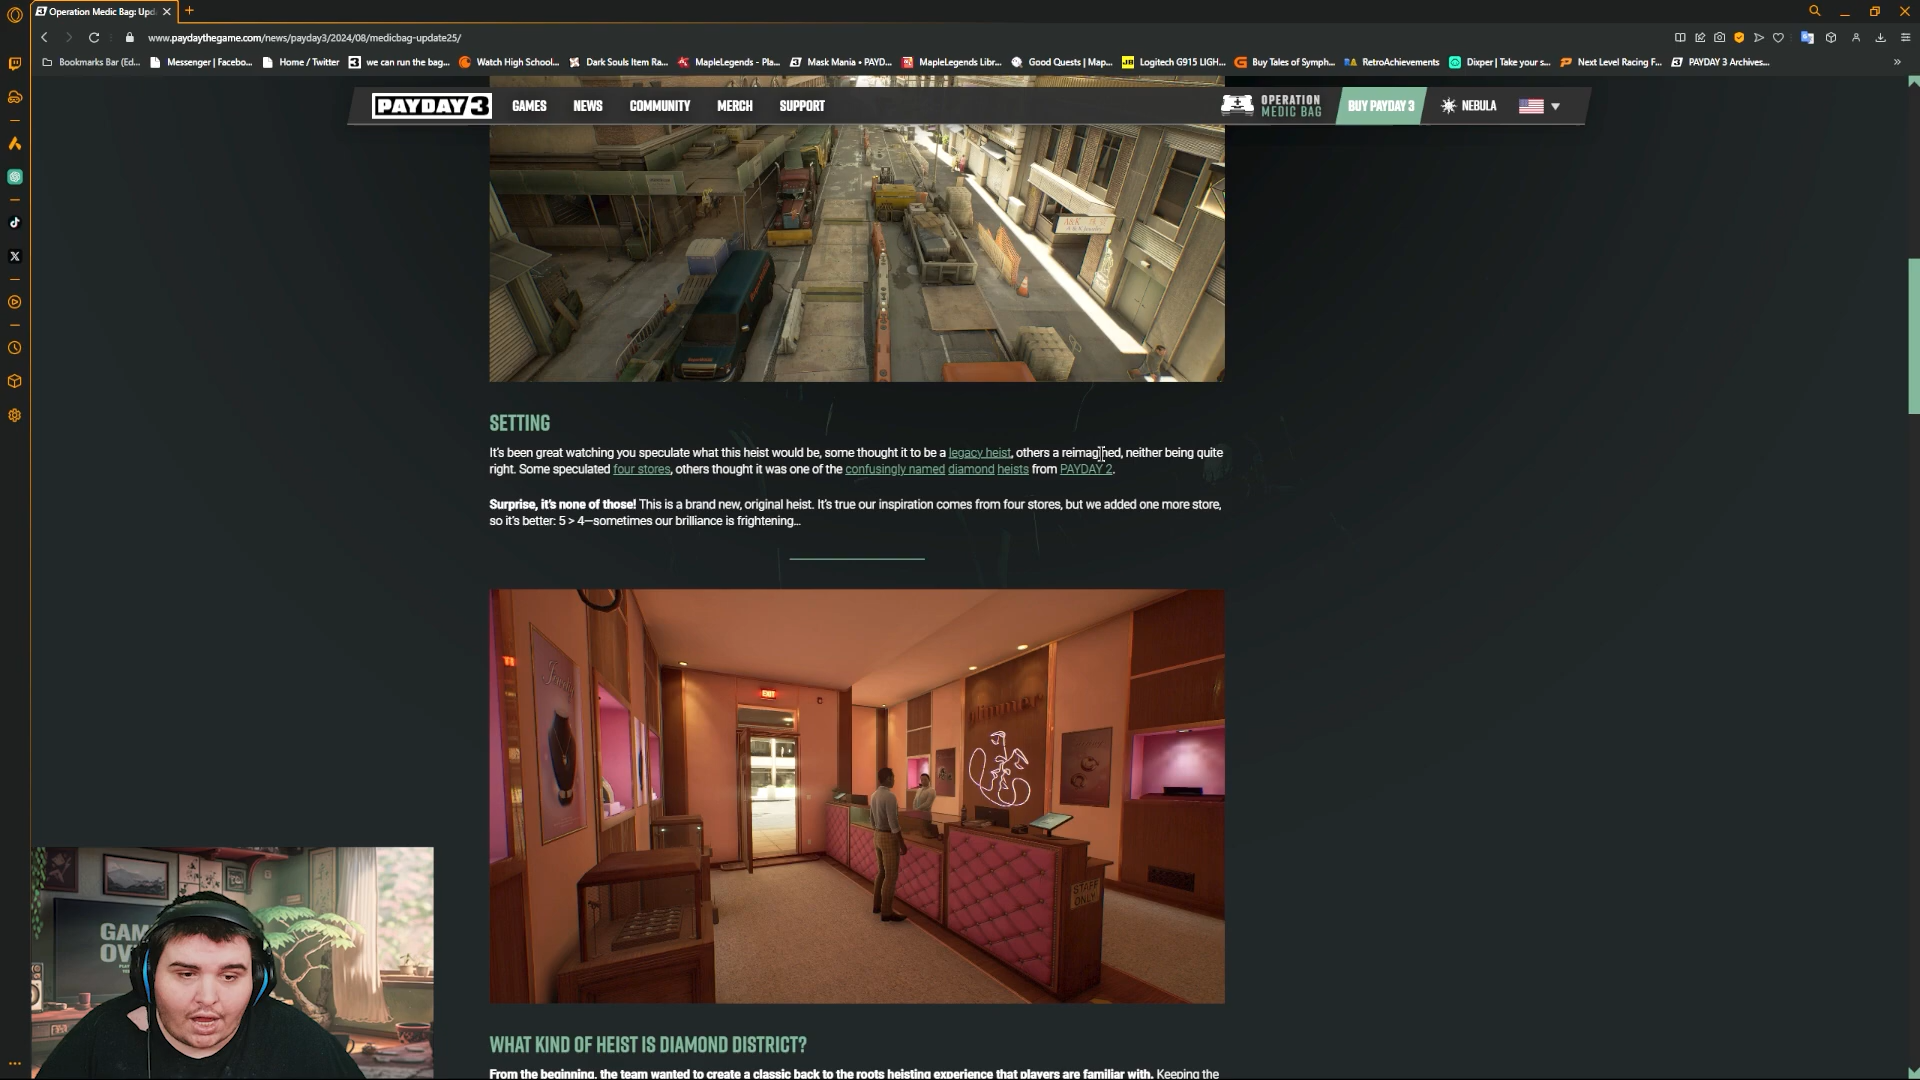 Operation Medic Bag: Upd
www.paydaythegame.com/news/payday3/2024/08/medicbag-update25/
Bookmarks Bar (Ed... Messenger | Facebo... Home / Twitter we can run the bag... Watch High School... Dark Souls Item Ra... MapleLegends - Pla... Mask Mania • PAYD... MapleLegends Libr... Good Quests | Map... Logitech G915 LIGH... Buy Tales of Symph... RetroAchievements Dixper | Take your s... Next Level Racing F... PAYDAY 3 Archives...
PAYDAY 3 GAMES NEWS COMMUNITY MERCH SUPPORT OPERATION MEDIC BAG BUY PAYDAY 3 NEBULA
SETTING
It's been great watching you speculate what this heist would be, some thought it to be a legacy heist, others a reimagined, neither being quite
right. Some speculated four stores, others thought it was one of the confusingly named diamond heists from PAYDAY 2.
Surprise, it's none of those! This is a brand new, original heist. It's true our inspiration comes from four stores, but we added one more store,
so it's better: 5 > 4—sometimes our brilliance is frightening...
Jewelry
EXIT
glimmer
STAFF
ONLY
GAM
OV
WHAT KIND OF HEIST IS DIAMOND DISTRICT?
From the beginning, the team wanted to create a classic back to the roots heisting experience that players are familiar with. Keeping the